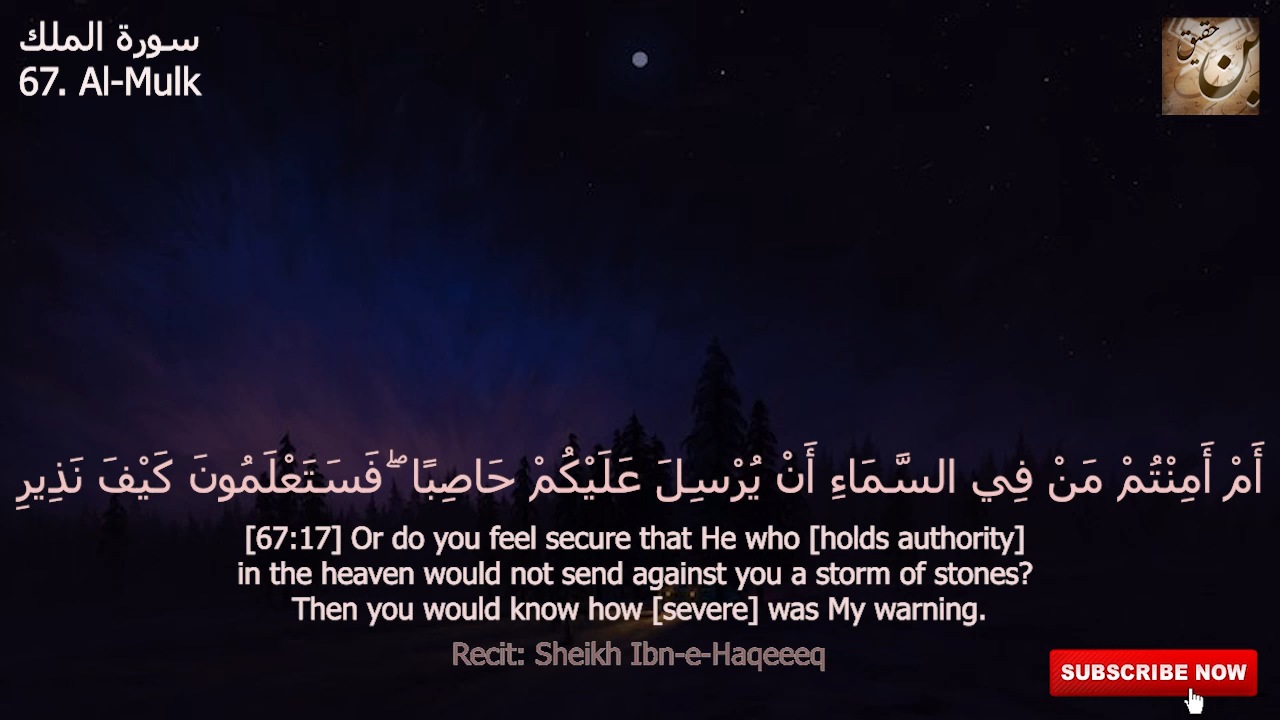 سورة الملك
67. Al-Mulk
بن حقيق
أَمْ أَمِنْتُمْ مَنْ فِي السَّمَاءِ أَنْ يُرْسِلَ عَلَيْكُمْ حَاصِبًا ۖ فَسَتَعْلَمُونَ كَيْفَ نَذِيرِ
[67:17] Or do you feel secure that He who [holds authority]
in the heaven would not send against you a storm of stones?
Then you would know how [severe] was My warning.
Recit: Sheikh Ibn-e-Haqeeeq
SUBSCRIBE NOW